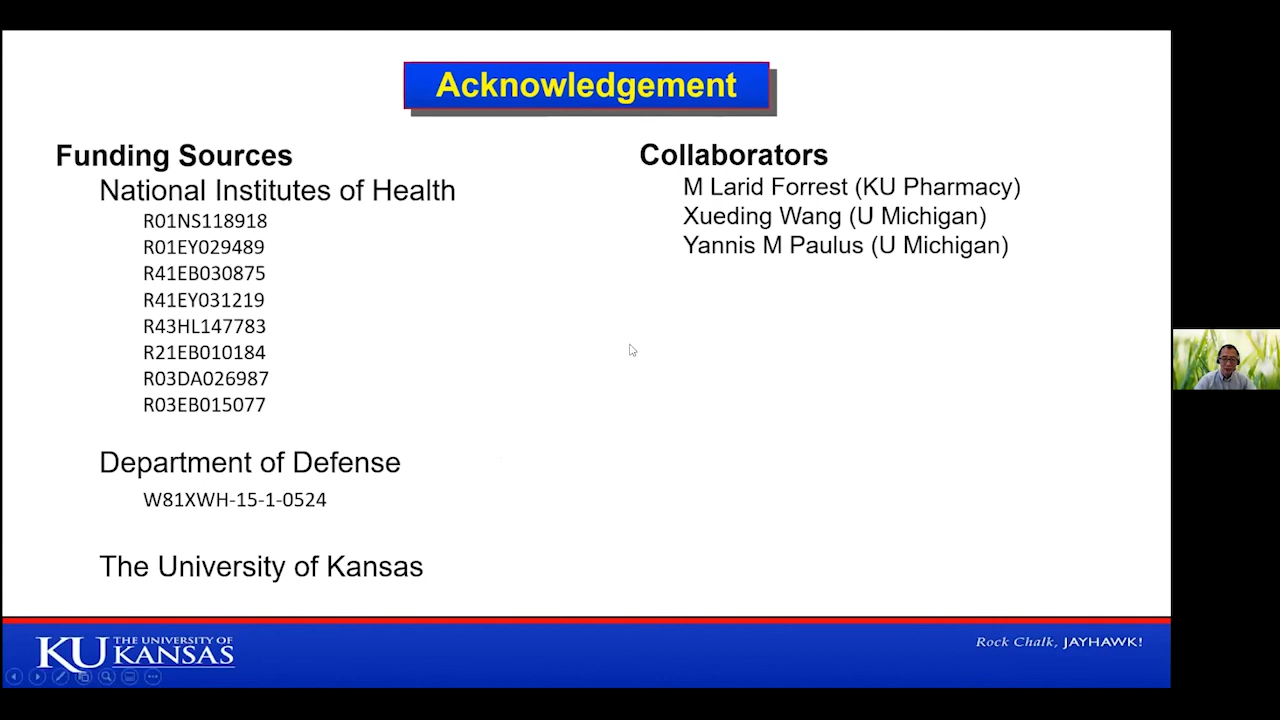 Acknowledgement
Funding Sources
National Institutes of Health
R01NS118918
R01EY029489
R41EB030875
R41EY031219
R43HL147783
R21EB010184
R03DA026987
R03EB015077
Department of Defense
W81XWH-15-1-0524
The University of Kansas
Collaborators
M Larid Forrest (KU Pharmacy)
Xueding Wang (U Michigan)
Yannis M Paulus (U Michigan)
KU THE UNIVERSITY OF
KANSAS
Rock Chalk, JAYHAWK!